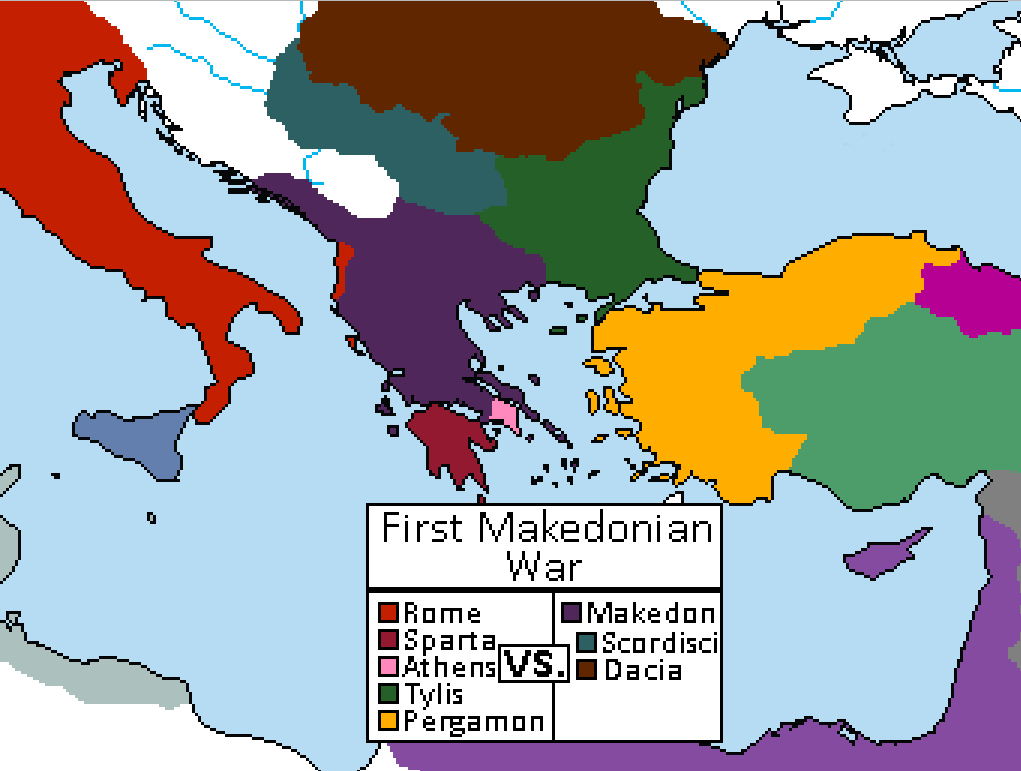 First Makedonian
War
Rome
Sparta
Athens
Tylis
Pergamon
vs.
Makedon
Scordisci
Dacia